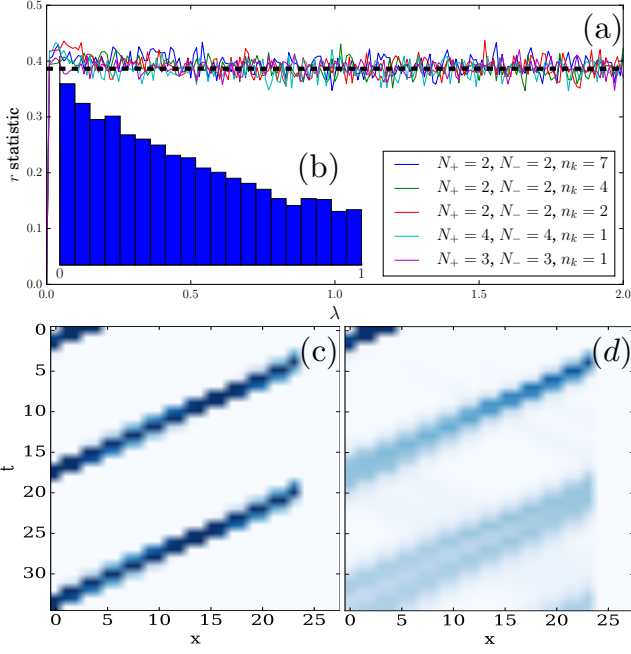 0.5
(a)
0.4
0.3
r statistic
(b)
N₊ = 2, N₋ = 2, nₖ = 7
0.2
N₊ = 2, N₋ = 2, nₖ = 4
N₊ = 2, N₋ = 2, nₖ = 2
0.1
N₊ = 4, N₋ = 4, nₖ = 1
N₊ = 3, N₋ = 3, nₖ = 1
0 1
0.0
0.0 0.5 1.5 2.0
λ
0
(c) (d)
5
10
15
t
20
25
30
0 5 10 15 20 25 0 5 10 15 20 25
x x